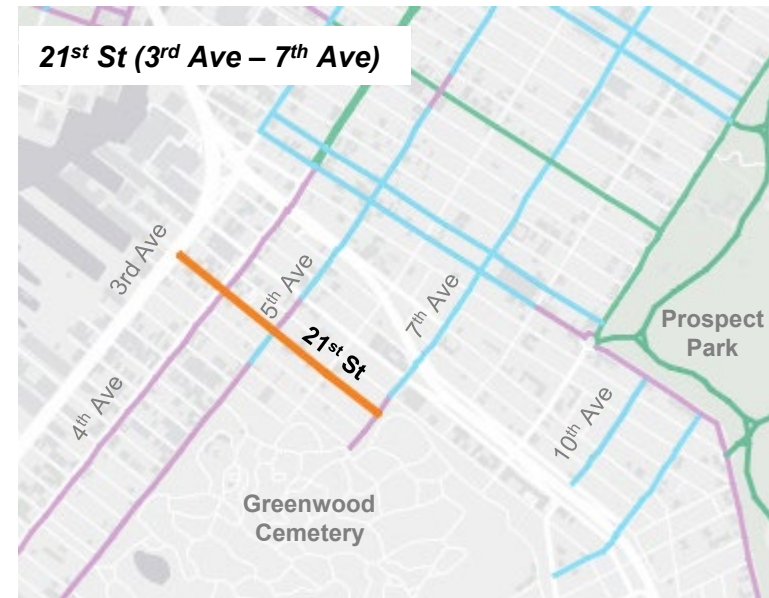 21st St (3rd Ave – 7th Ave)
3rd Ave
5th Ave
21st St
7th Ave
Prospect
Park
4th Ave
10th Ave
Greenwood
Cemetery